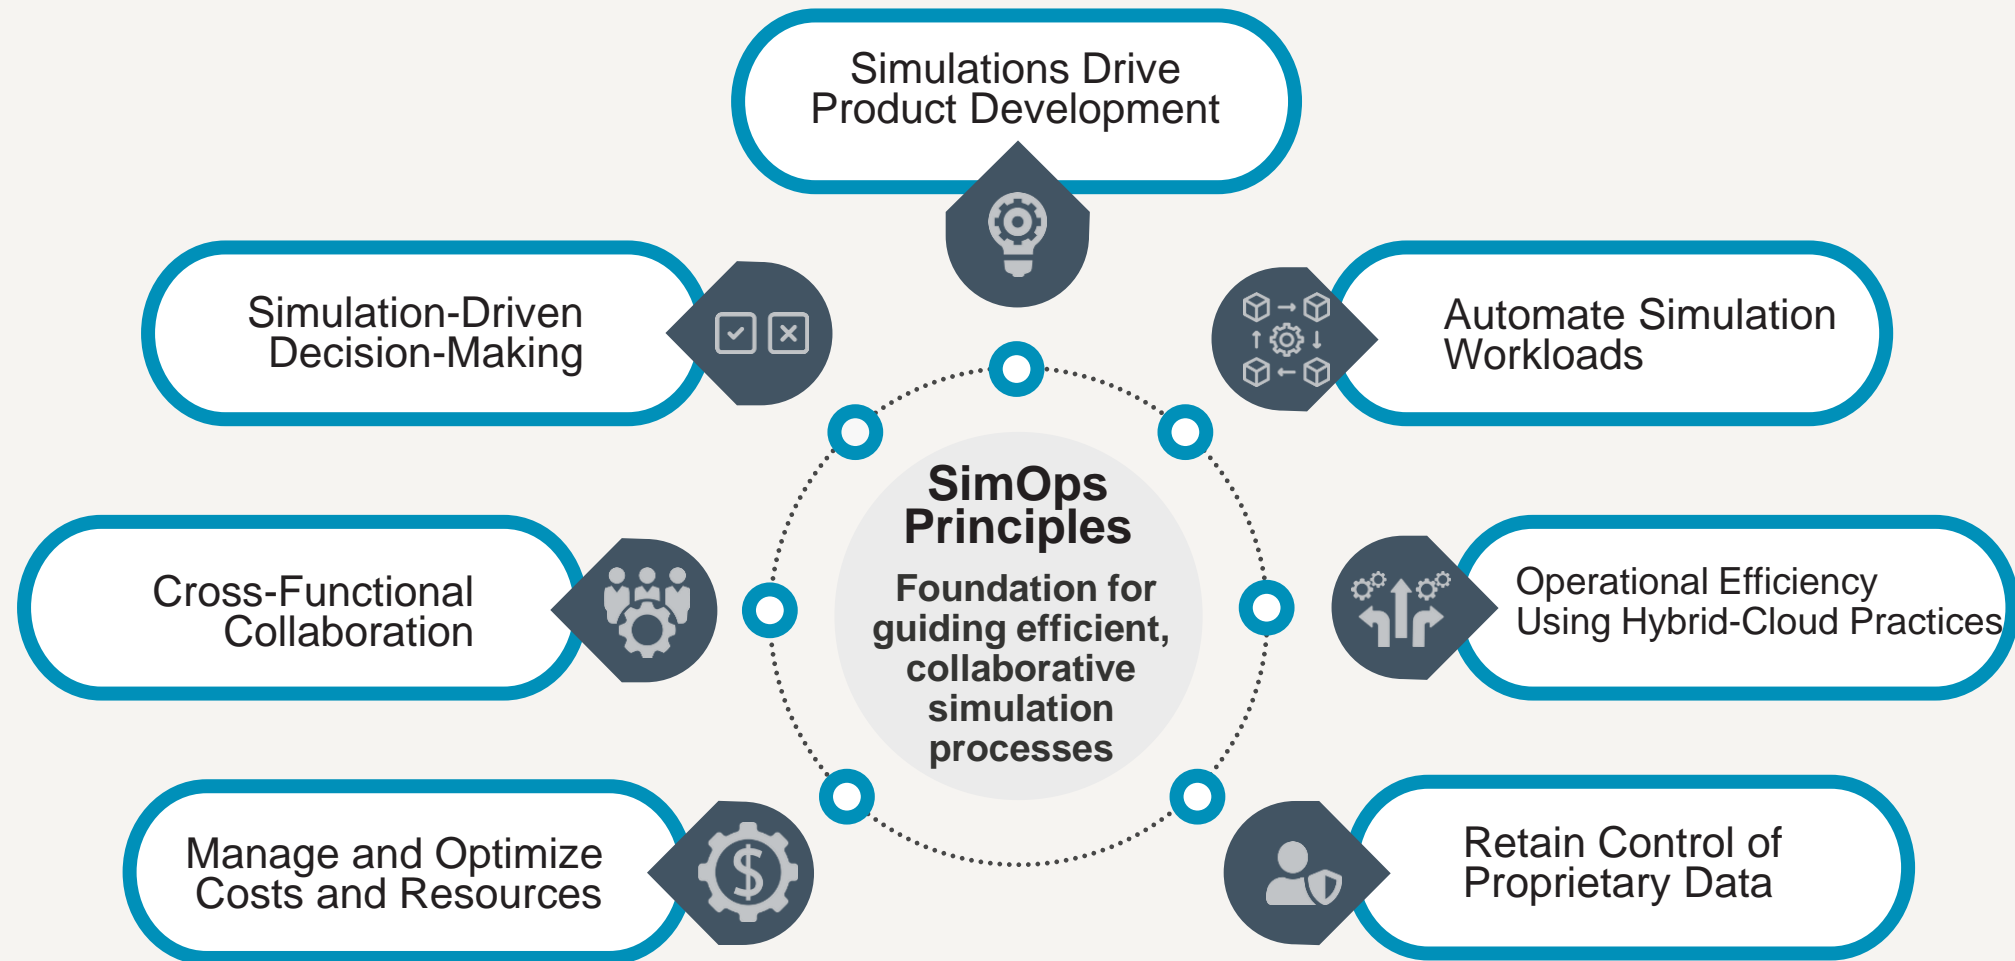 Simulations Drive
Product Development
Simulation-Driven
Decision-Making
Automate Simulation
Workloads
SimOps
Principles
Foundation for
guiding efficient,
collaborative
simulation
processes
Cross-Functional
Collaboration
Operational Efficiency
Using Hybrid-Cloud Practices
Manage and Optimize
Costs and Resources
$
Retain Control of
Proprietary Data